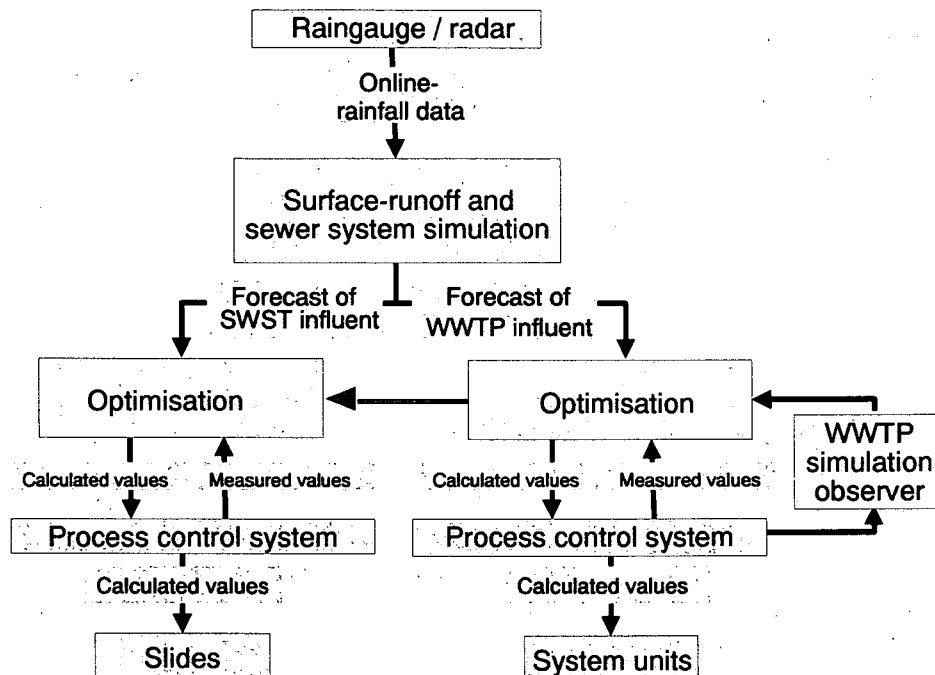 Raingauge / radar
Online-
rainfall data
Surface-runoff and
sewer system simulation
Forecast of
SWST influent
Forecast of
WWTP influent
Optimisation
Optimisation
WWTP
simulation
observer
Calculated values
Measured values
Calculated values
Measured values
Process control system
Process control system
Calculated values
Calculated values
Slides
System units